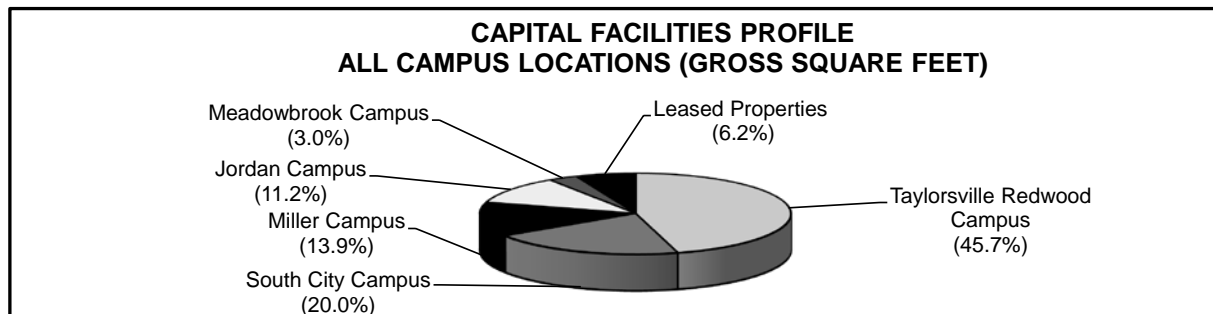 CAPITAL FACILITIES PROFILE
ALL CAMPUS LOCATIONS (GROSS SQUARE FEET)
Meadowbrook Campus
(3.0%)
Leased Properties
(6.2%)
Jordan Campus
(11.2%)
Taylorsville Redwood
Campus
(45.7%)
Miller Campus
(13.9%)
South City Campus
(20.0%)